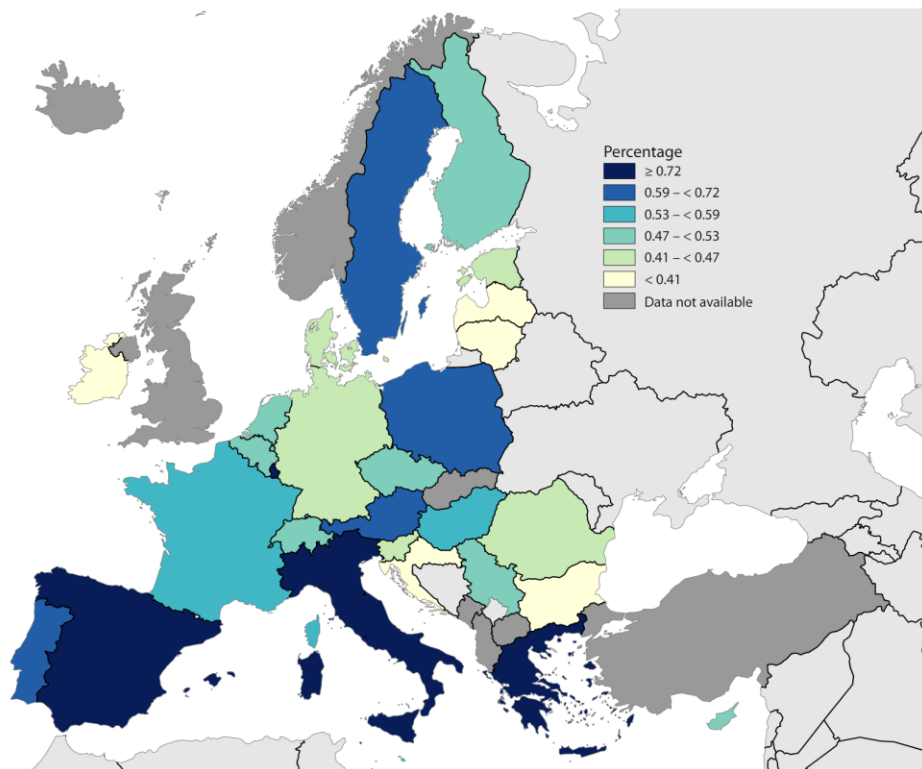 Percentage
≥ 0.72
0.59 – < 0.72
0.53 – < 0.59
0.47 – < 0.53
0.41 – < 0.47
< 0.41
Data not available